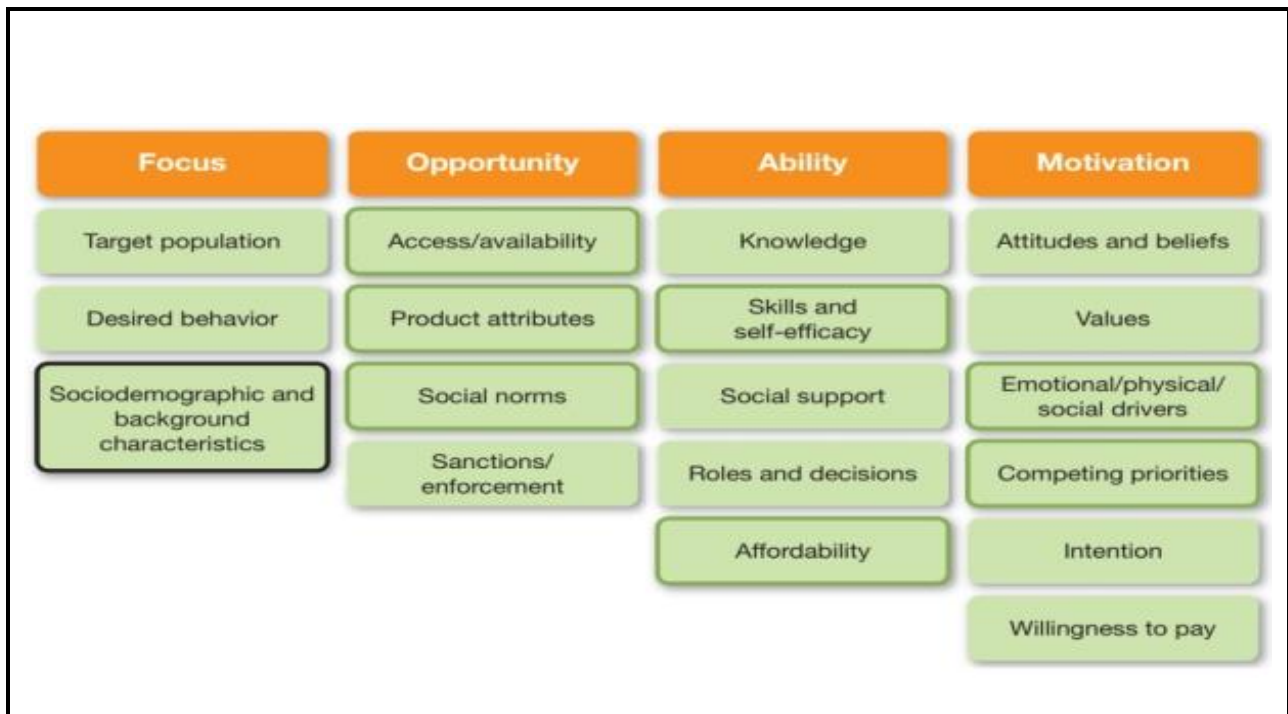 Focus
Target population
Desired behavior
Sociodemographic and
background
characteristics
Opportunity
Access/availability
Product attributes
Social norms
Sanctions/
enforcement
Ability
Knowledge
Skills and
self-efficacy
Social support
Roles and decisions
Affordability
Motivation
Attitudes and beliefs
Values
Emotional/physical/
social drivers
Competing priorities
Intention
Willingness to pay